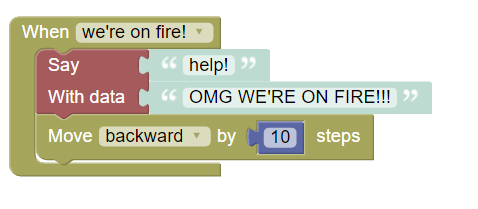 When we're on fire!
Say “ help! ”
With data “ OMG WE'RE ON FIRE!!! ”
Move backward by 10 steps